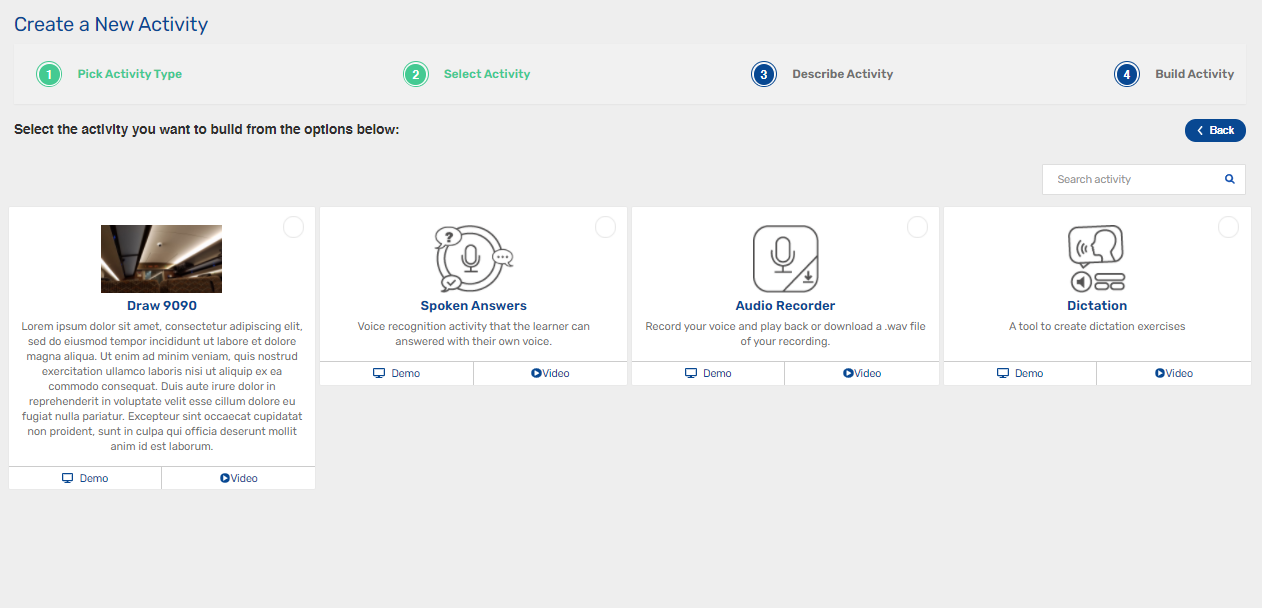 Create a New Activity
1 Pick Activity Type 2 Select Activity 3 Describe Activity 4 Build Activity
Select the activity you want to build from the options below:
Back
Search activity
Draw 9090
Lorem ipsum dolor sit amet, consectetur adipiscing elit,
sed do eiusmod tempor incididunt ut labore et dolore
magna aliqua. Ut enim ad minim veniam, quis nostrud
exercitation ullamco laboris nisi ut aliquip ex ea
commodo consequat. Duis aute irure dolor in
reprehenderit in voluptate velit esse cillum dolore eu
fugiat nulla pariatur. Excepteur sint occaecat cupidatat
non proident, sunt in culpa qui officia deserunt mollit
anim id est laborum.
Demo Video
?
Spoken Answers
Voice recognition activity that the learner can
answered with their own voice.
Demo Video
Audio Recorder
Record your voice and play back or download a .wav file
of your recording.
Demo Video
Dictation
A tool to create dictation exercises
Demo Video